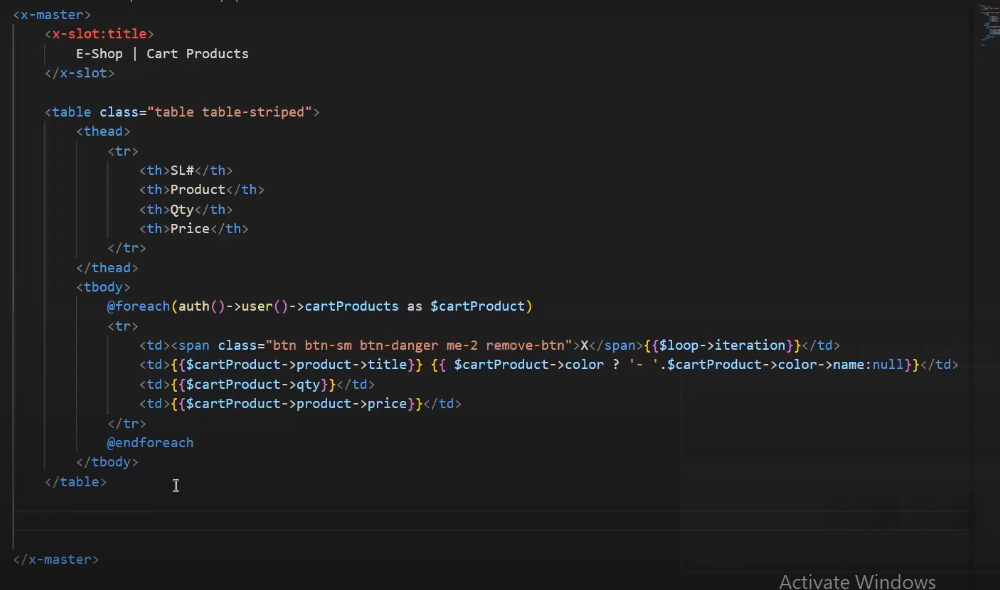 <x-master>
<x-slot:title>
E-Shop | Cart Products
</x-slot>
<table class="table table-striped">
<thead>
<tr>
<th>SL#</th>
<th>Product</th>
<th>Qty</th>
<th>Price</th>
</tr>
</thead>
<tbody>
@foreach(auth()->user()->cartProducts as $cartProduct)
<tr>
<td><span class="btn btn-sm btn-danger me-2 remove-btn">X</span>{{$loop->iteration}}</td>
<td>{{$cartProduct->product->title}} {{ $cartProduct->color ? '- '.$cartProduct->color->name:null}}</td>
<td>{{$cartProduct->qty}}</td>
<td>{{$cartProduct->product->price}}</td>
</tr>
@endforeach
</tbody>
</table>
</x-master>
Activate Windows